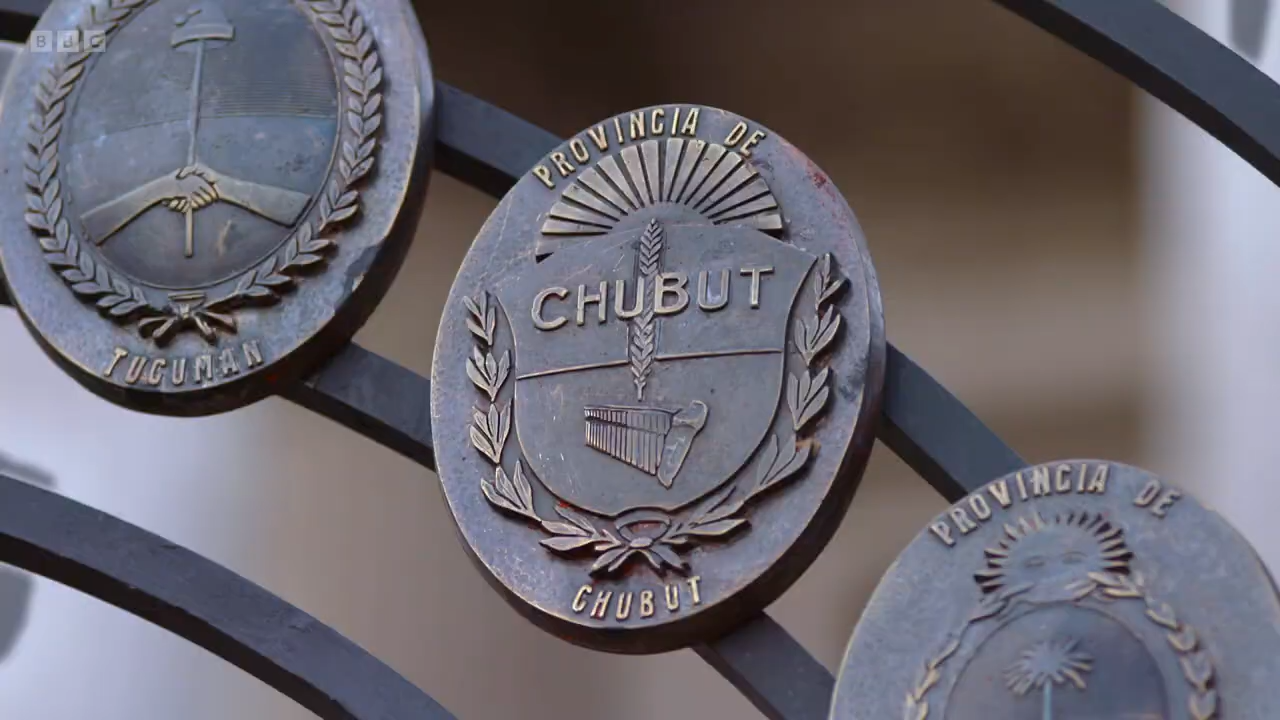 BBC
TUCUMAN
PROVINCIA DE
CHUBUT
CHUBUT
PROVINCIA DE